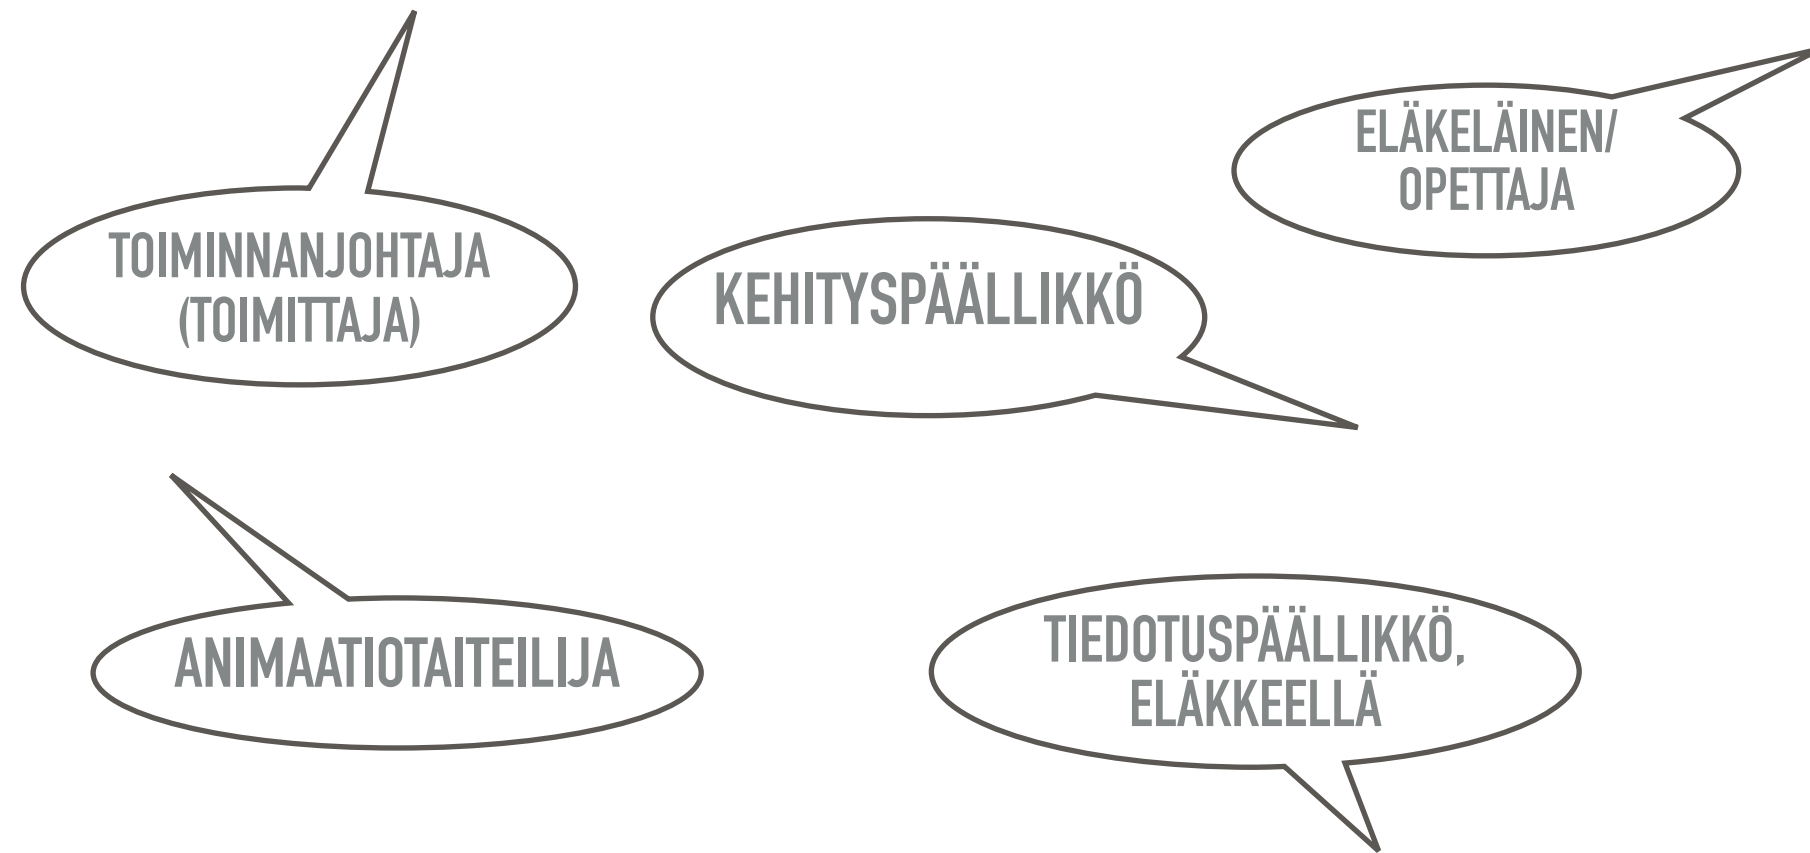 TOIMINNANJOHTAJA
(TOIMITTAJA)
KEHITYSPÄÄLLIKKÖ
ELÄKELÄINEN/
OPETTAJA
ANIMAATIOTAITEILIJA
TIEDOTUSPÄÄLLIKKÖ,
ELÄKKEELLÄ